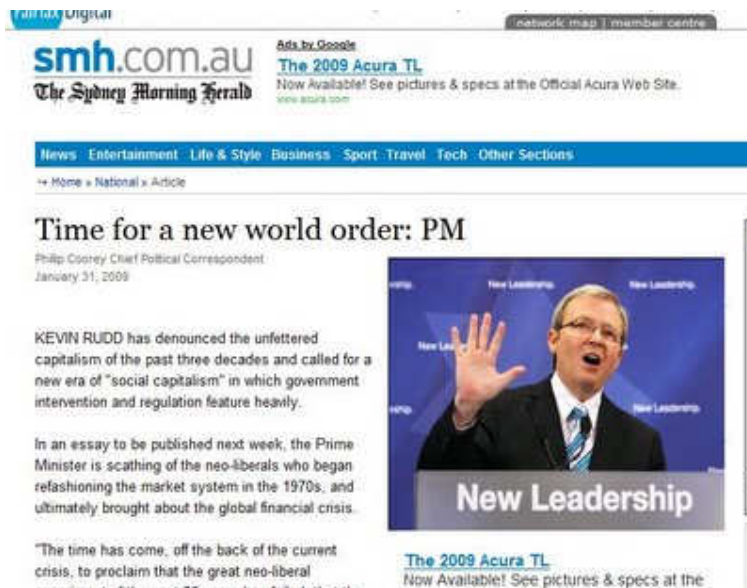 Fairfax Digital
network map | member centre
smh.com.au
The Sydney Morning Herald
Ads by Google
The 2009 Acura TL
Now Available! See pictures & specs at the Official Acura Web Site.
www.acura.com
News Entertainment Life & Style Business Sport Travel Tech Other Sections
Home » National » Article
Time for a new world order: PM
Philip Coorey Chief Political Correspondent
January 31, 2009
KEVIN RUDD has denounced the unfettered
capitalism of the past three decades and called for a
new era of "social capitalism" in which government
intervention and regulation feature heavily.
In an essay to be published next week, the Prime
Minister is scathing of the neo-liberals who began
refashioning the market system in the 1970s, and
ultimately brought about the global financial crisis.
"The time has come, off the back of the current
crisis, to proclaim that the great neo-liberal
New Leadership
New Leadership
New Leadership
New Leadership
The 2009 Acura TL
Now Available! See pictures & specs at the